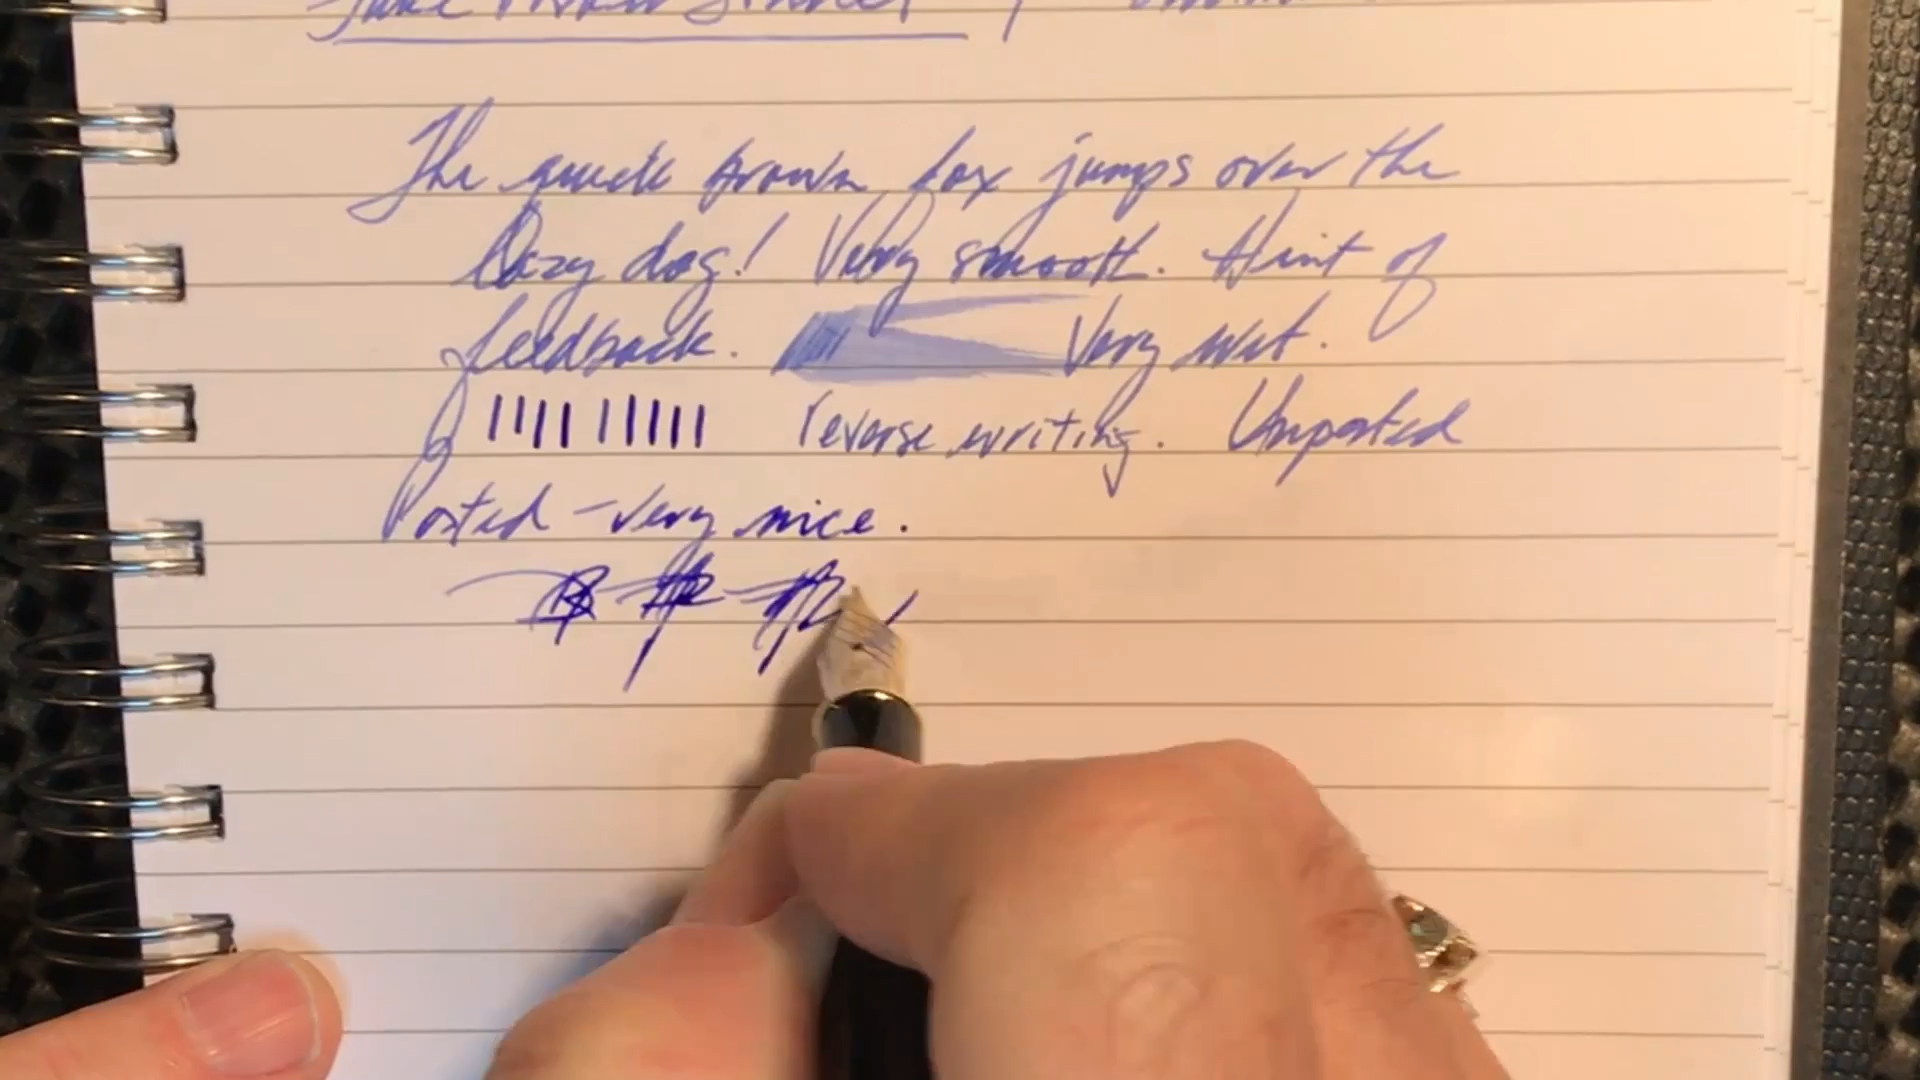 The quick brown fox jumps over the
lazy dog! Very smooth. Hint of
feedback. Very wet.
reverse writing. Unposted
Posted - very nice.